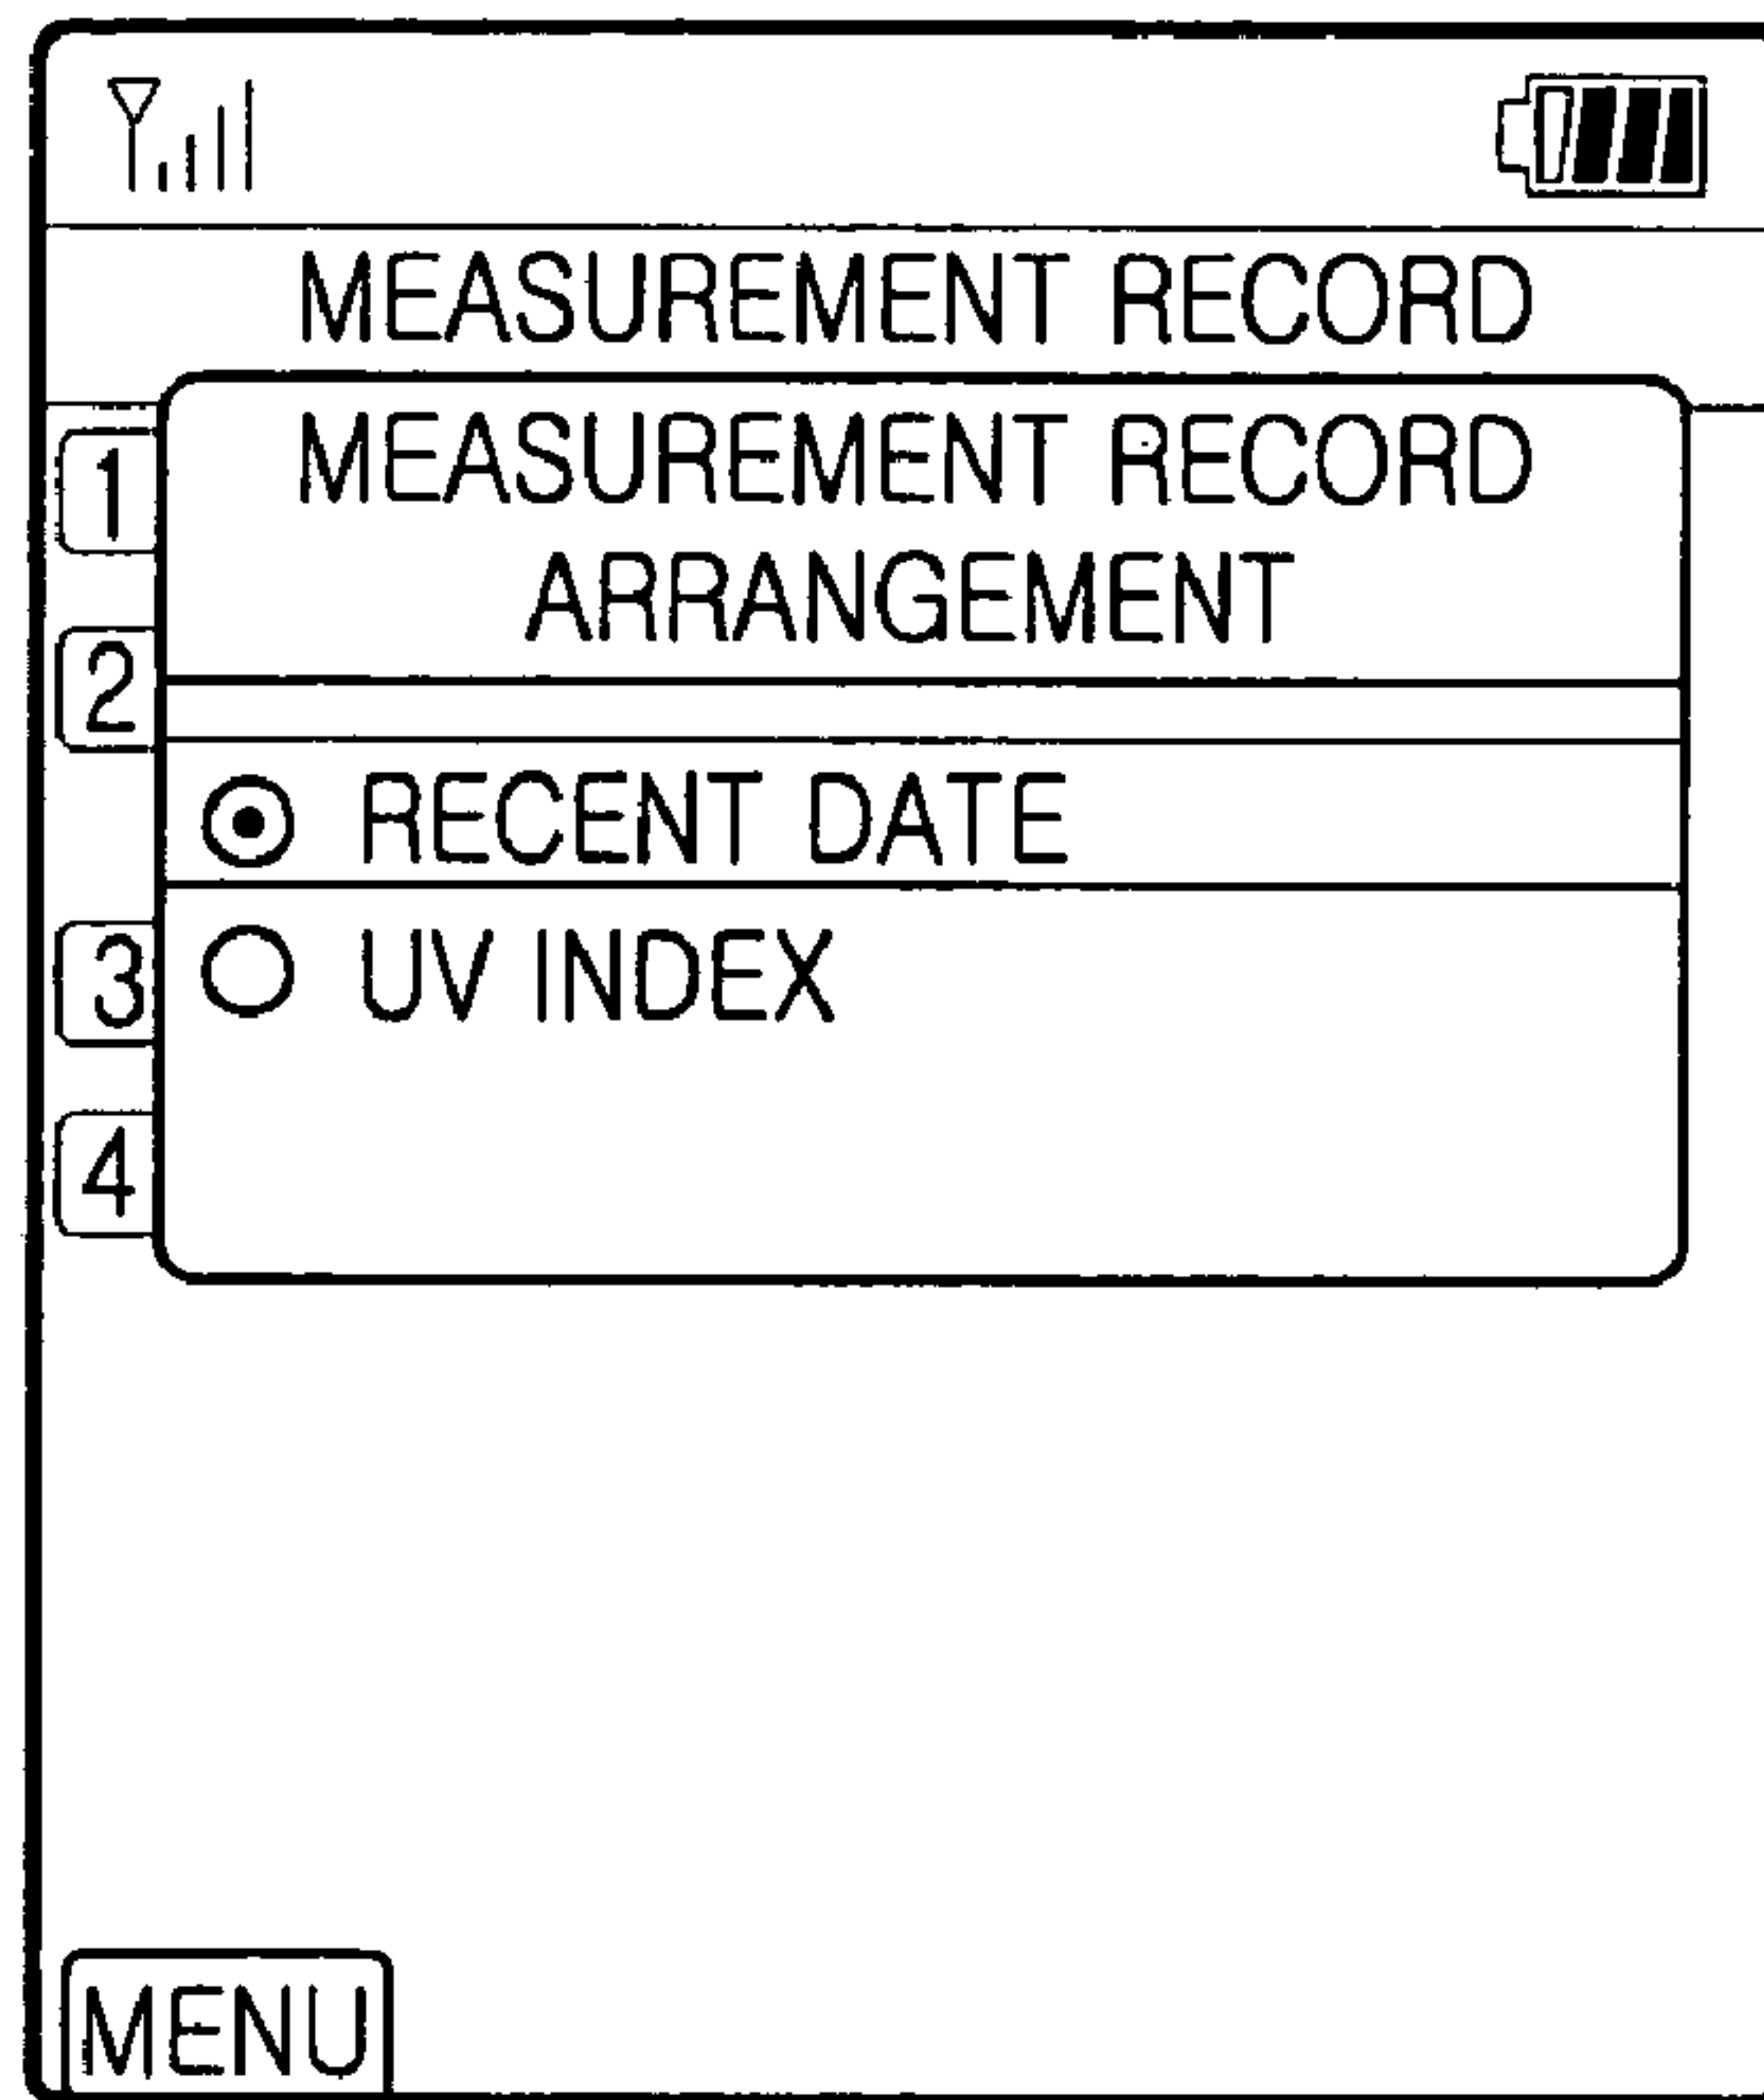 MEASUREMENT RECORD
MEASUREMENT RECORD
ARRANGEMENT
1
2
RECENT DATE
3
UV INDEX
4
MENU